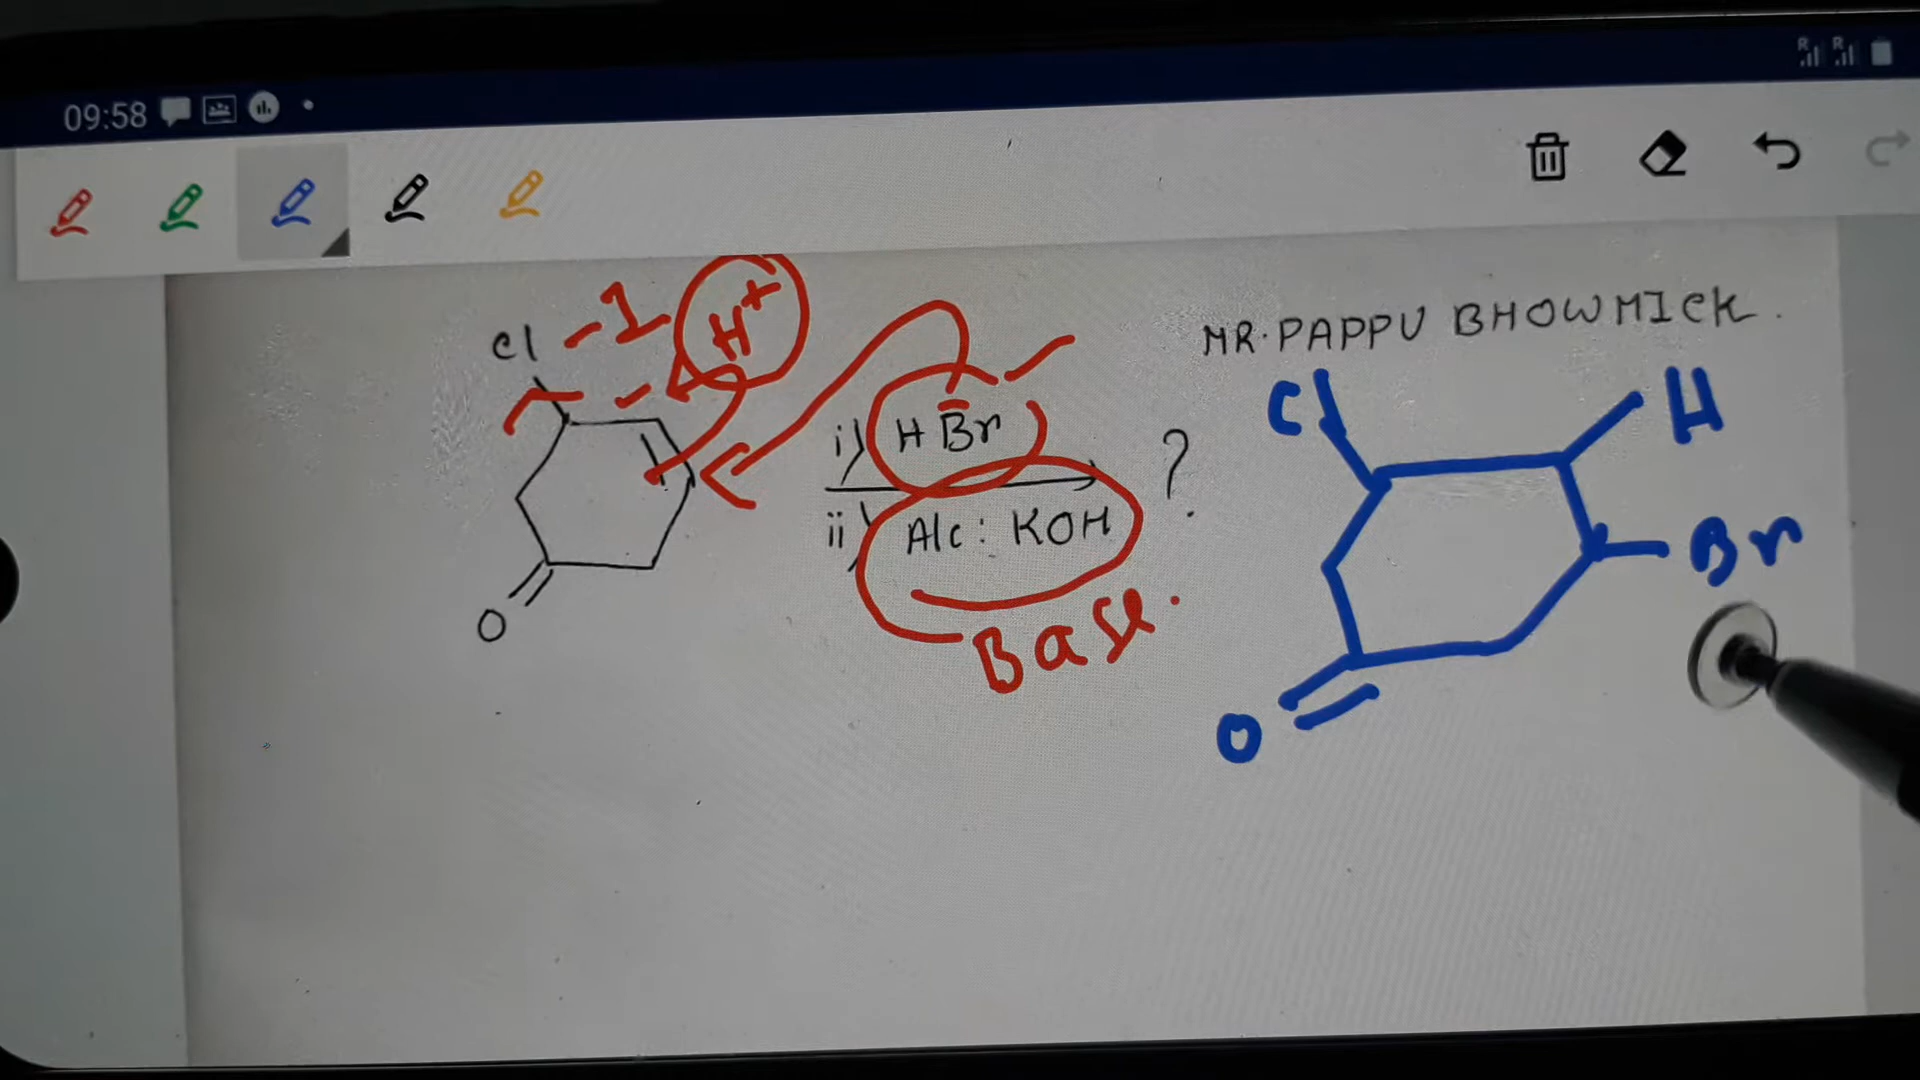 09:58
R R
Cl -I H+
MR. PAPPU BHOWMICK.
i) HBr ?
ii) Alc: KOH
Base.
O
Cl H
Br
O